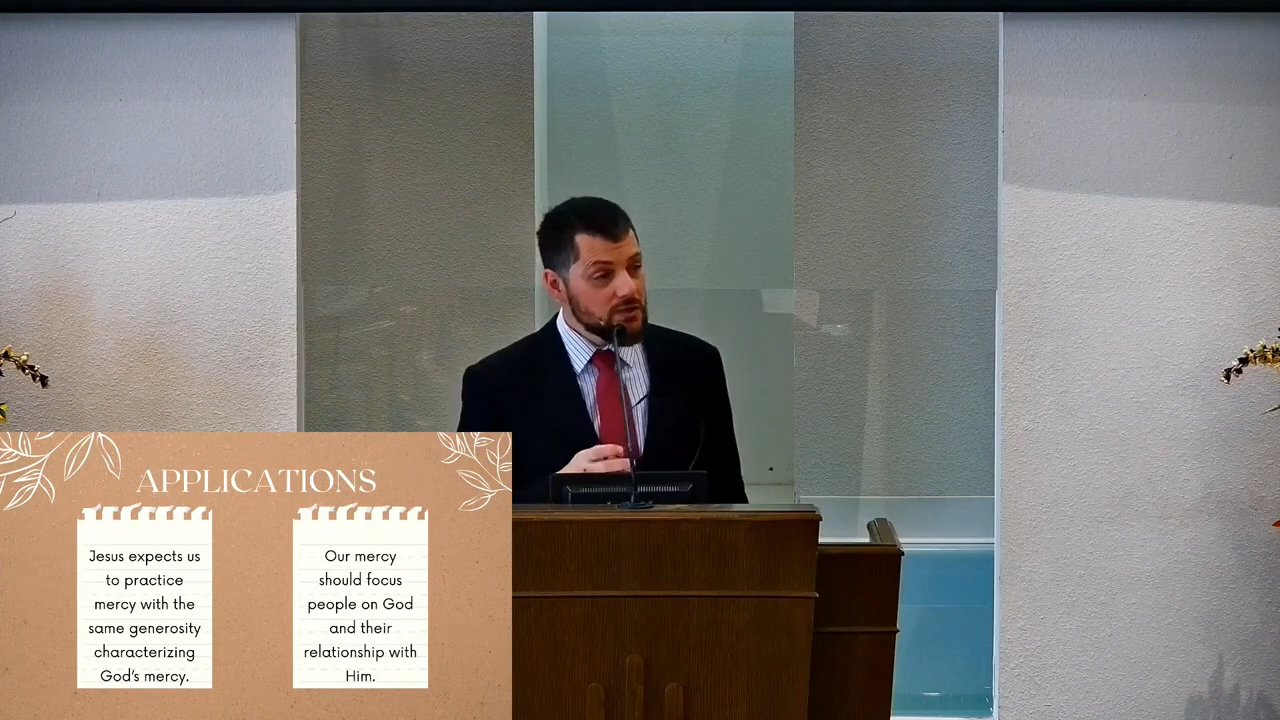 APPLICATIONS
Jesus expects us
to practice
mercy with the
same generosity
characterizing
God's mercy.
Our mercy
should focus
people on God
and their
relationship with
Him.